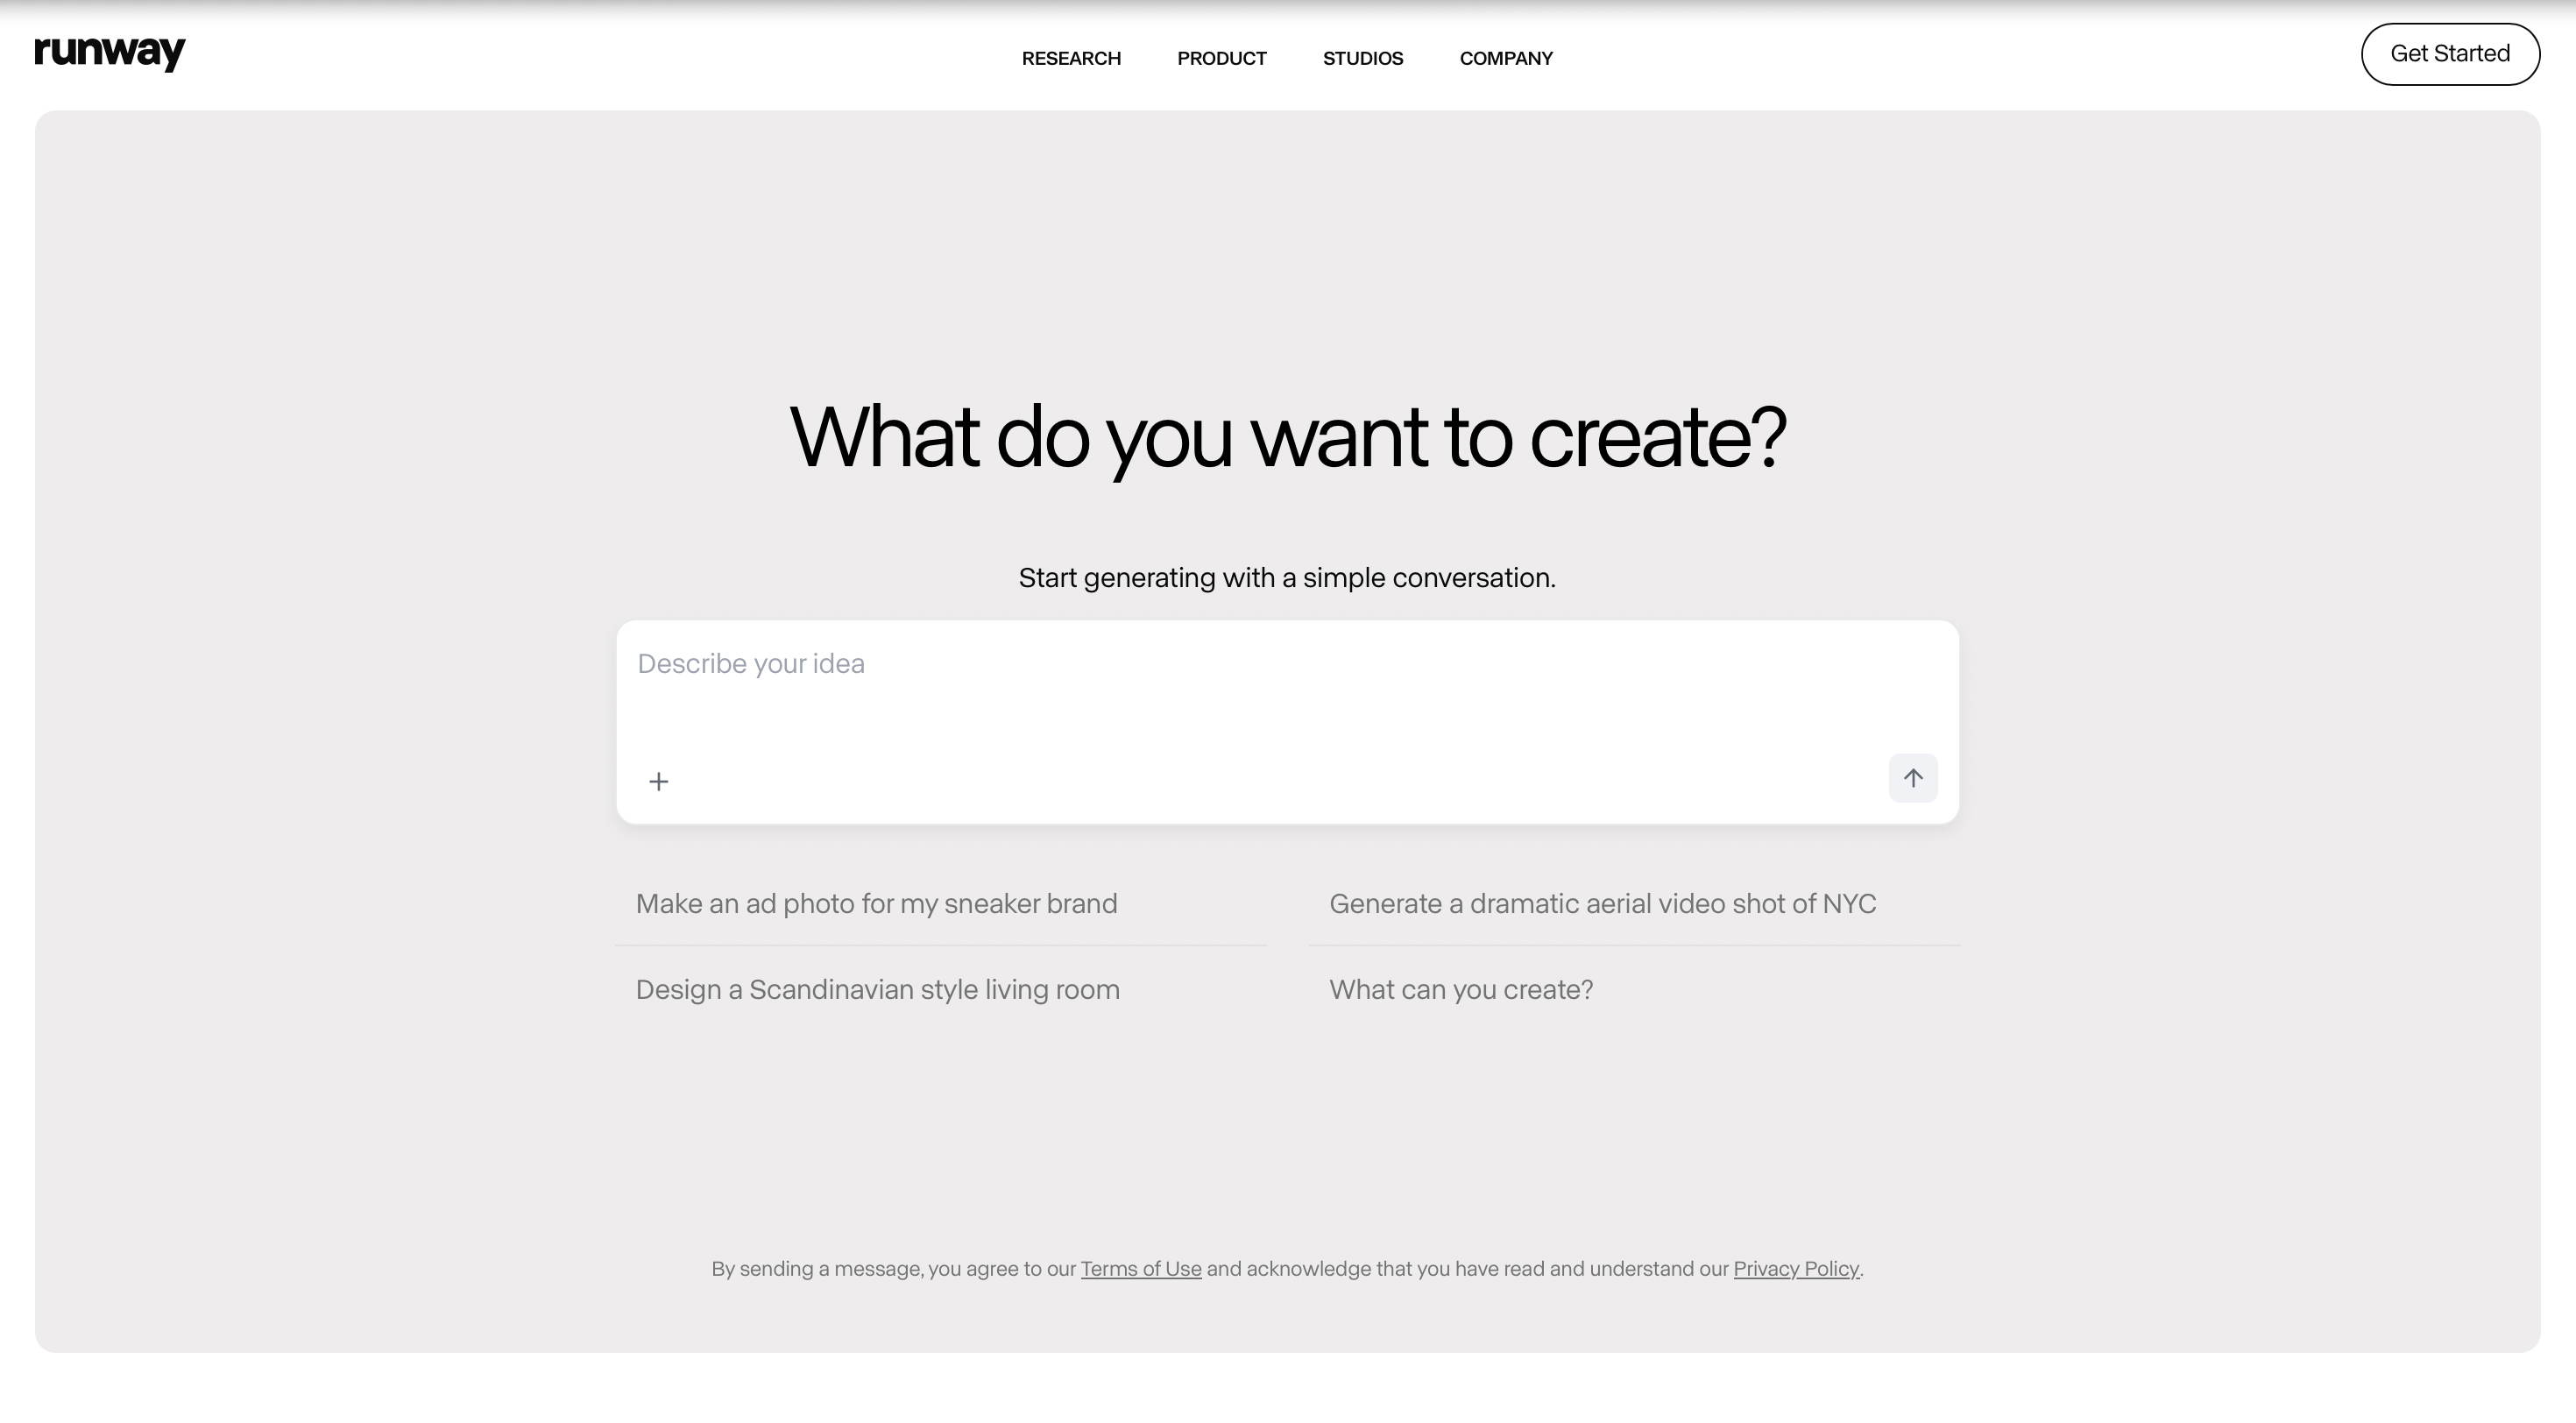 runway
RESEARCH PRODUCT STUDIOS COMPANY
Get Started
What do you want to create?
Start generating with a simple conversation.
Describe your idea
Make an ad photo for my sneaker brand
Generate a dramatic aerial video shot of NYC
Design a Scandinavian style living room
What can you create?
By sending a message, you agree to our Terms of Use and acknowledge that you have read and understand our Privacy Policy.